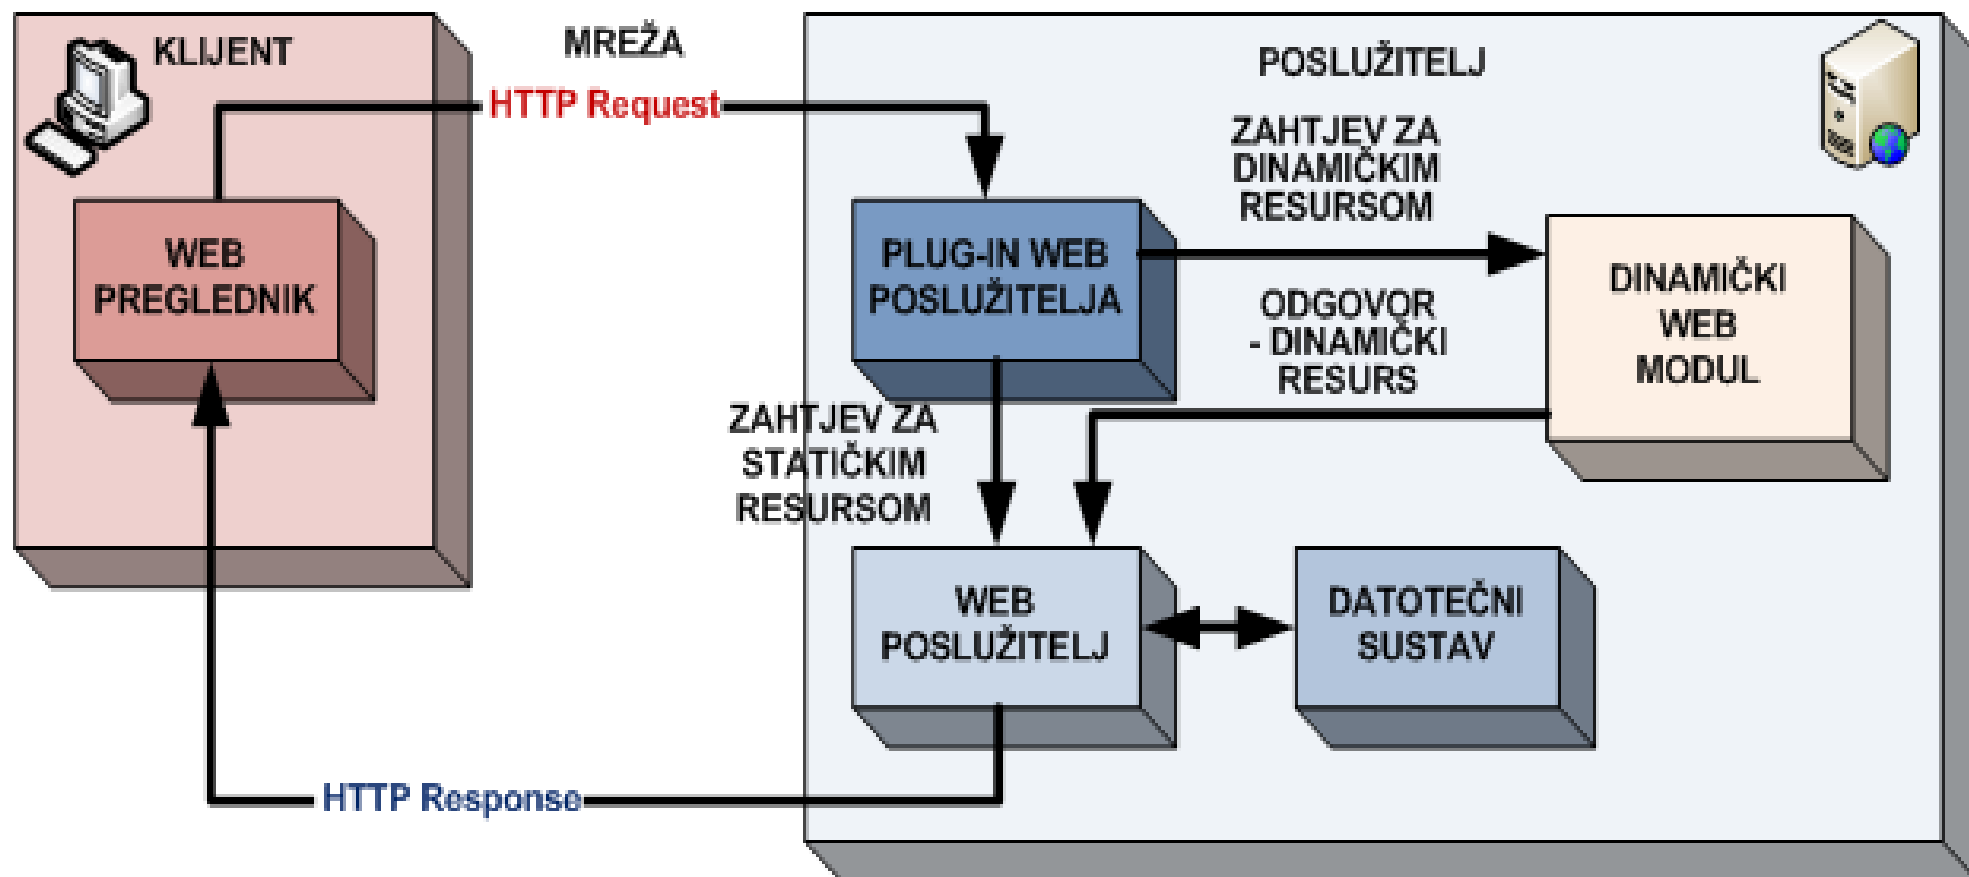 KLIJENT
MREŽA
HTTP Request
POSLUŽITELJ
ZAHTJEV ZA
DINAMIČKIM
RESURSOM
WEB
PREGLEDNIK
PLUG-IN WEB
POSLUŽITELJA
DINAMIČKI
WEB
MODUL
ODGOVOR
- DINAMIČKI
RESURS
ZAHTJEV ZA
STATIČKIM
RESURSOM
WEB
POSLUŽITELJ
DATOTEČNI
SUSTAV
HTTP Response